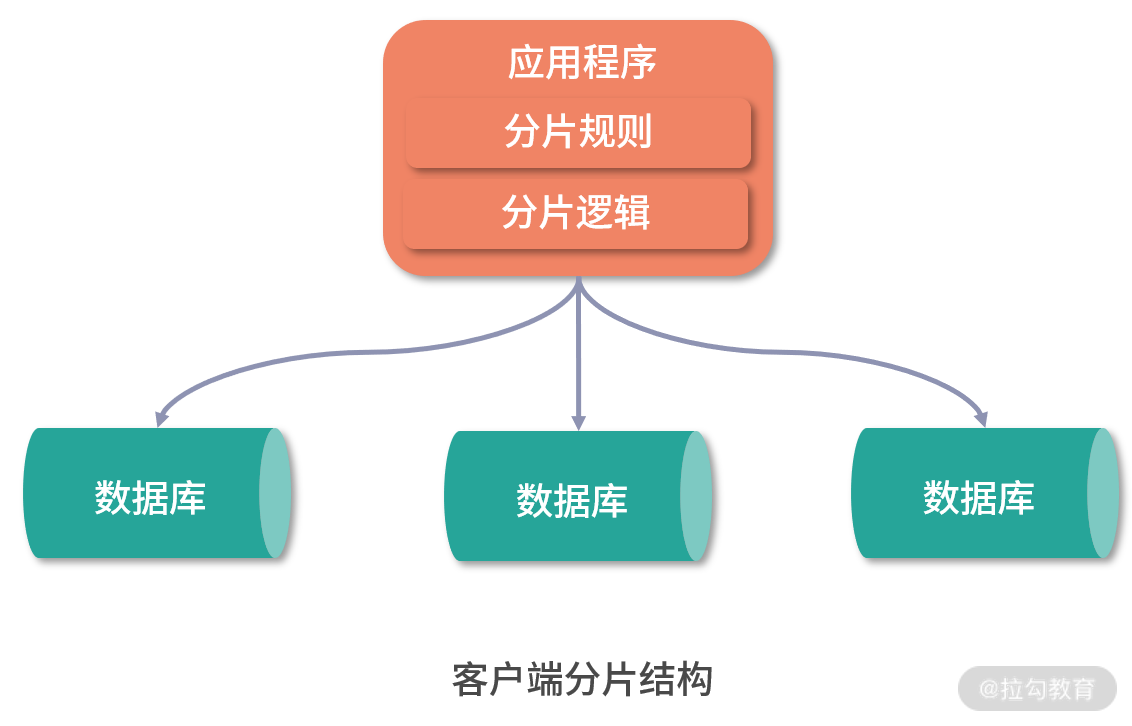 应用程序
分片规则
分片逻辑
数据库
数据库
数据库
客户端分片结构
@拉勾教育